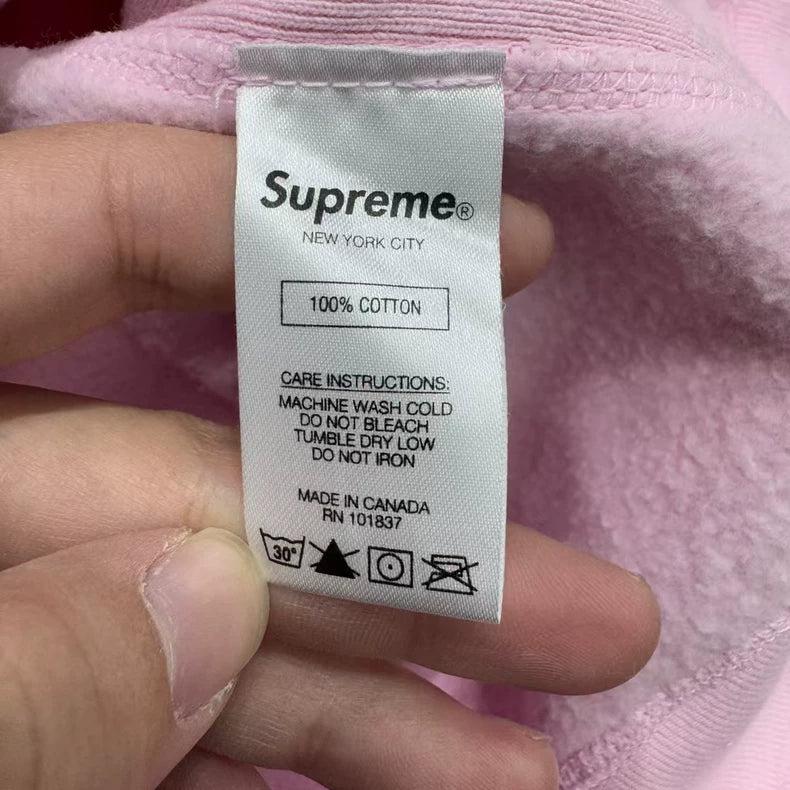 Supreme®
NEW YORK CITY
100% COTTON
CARE INSTRUCTIONS:
MACHINE WASH COLD
DO NOT BLEACH
TUMBLE DRY LOW
DO NOT IRON
MADE IN CANADA
RN 101837
30°